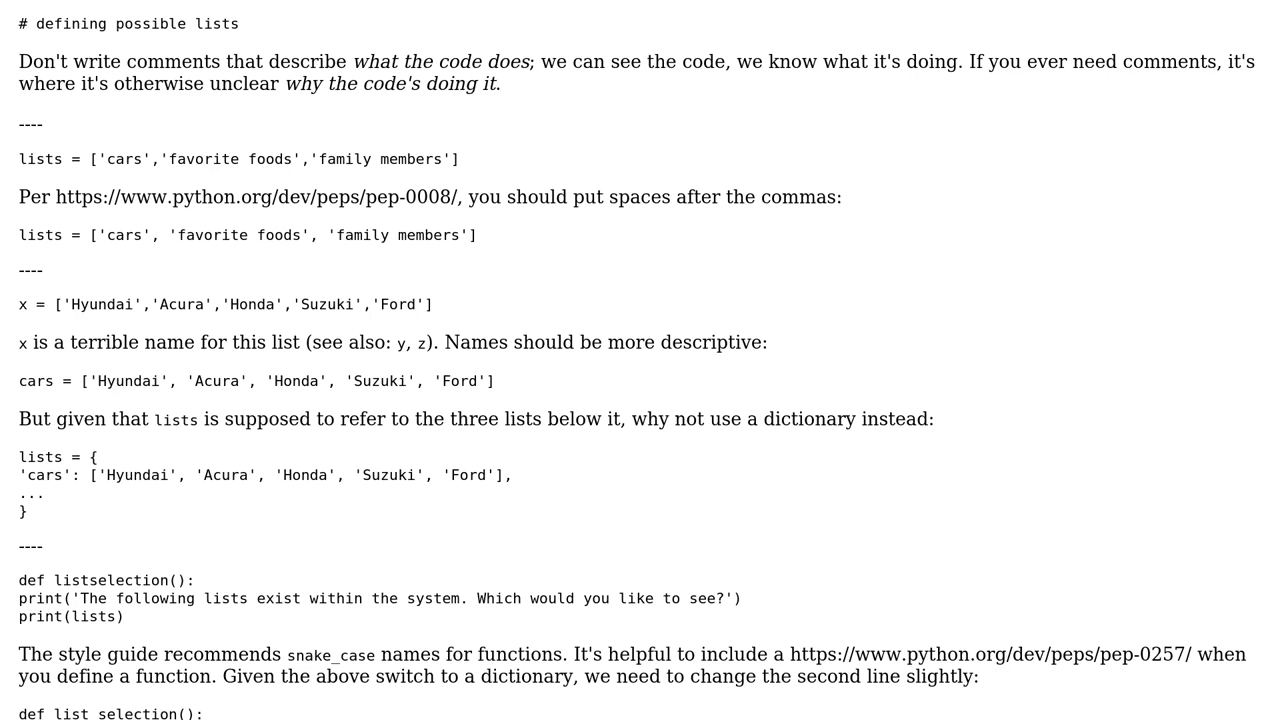 # defining possible lists
Don't write comments that describe what the code does; we can see the code, we know what it's doing. If you ever need comments, it's
where it's otherwise unclear why the code's doing it.
----
lists = ['cars','favorite foods','family members']
Per https://www.python.org/dev/peps/pep-0008/, you should put spaces after the commas:
lists = ['cars', 'favorite foods', 'family members']
----
x = ['Hyundai','Acura','Honda','Suzuki','Ford']
x is a terrible name for this list (see also: y, z). Names should be more descriptive:
cars = ['Hyundai', 'Acura', 'Honda', 'Suzuki', 'Ford']
But given that lists is supposed to refer to the three lists below it, why not use a dictionary instead:
lists = {
'cars': ['Hyundai', 'Acura', 'Honda', 'Suzuki', 'Ford'],
...
}
----
def listselection():
print('The following lists exist within the system. Which would you like to see?')
print(lists)
The style guide recommends snake_case names for functions. It's helpful to include a https://www.python.org/dev/peps/pep-0257/ when
you define a function. Given the above switch to a dictionary, we need to change the second line slightly:
def list_selection():